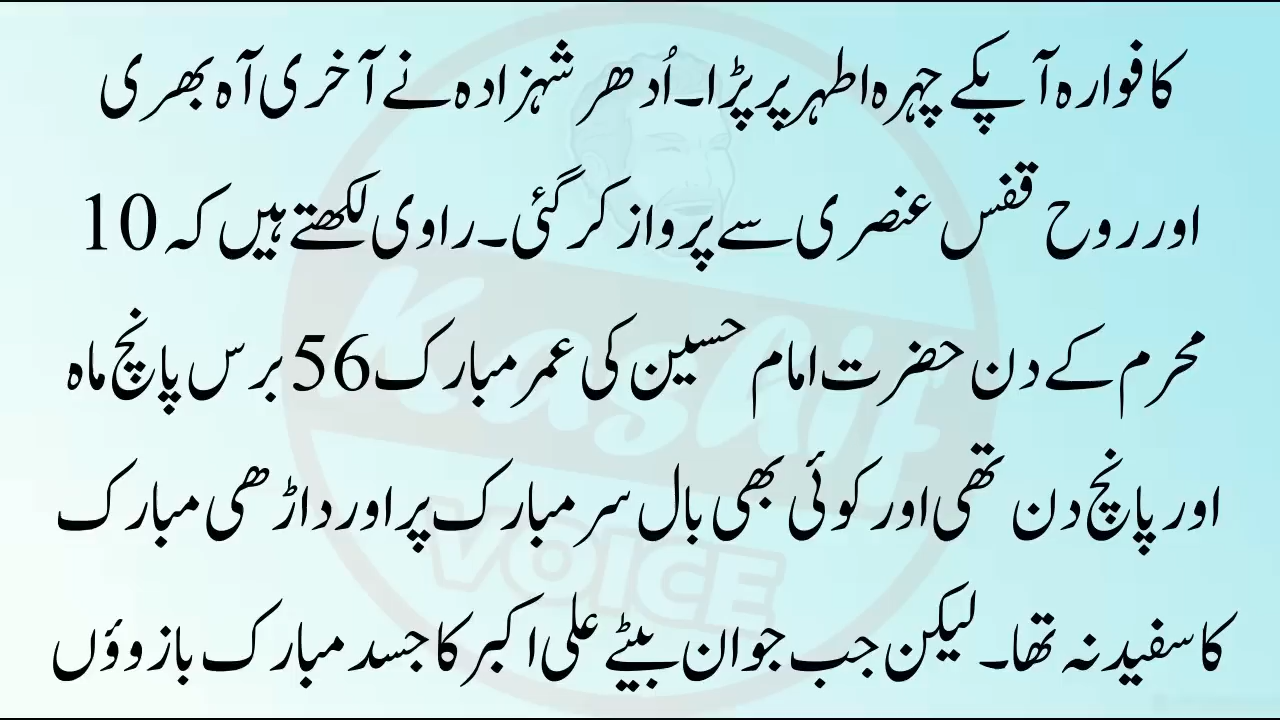 کا فوارہ آپکے چہرہ اطہر پر پڑا۔ اُدھر شہزادہ نے آخری آہ بھری
اور روح قفس عنصری سے پرواز کر گئی۔ راوی لکھتے ہیں کہ 10
محرم کے دن حضرت امام حسین کی عمر مبارک 56 برس پانچ ماہ
اور پانچ دن تھی اور کوئی بھی بال سر مبارک پر اور داڑھی مبارک
کا سفید نہ تھا۔ لیکن جب جوان بیٹے علی اکبر کا جسد مبارک بازوؤں
Kashif
VOICE